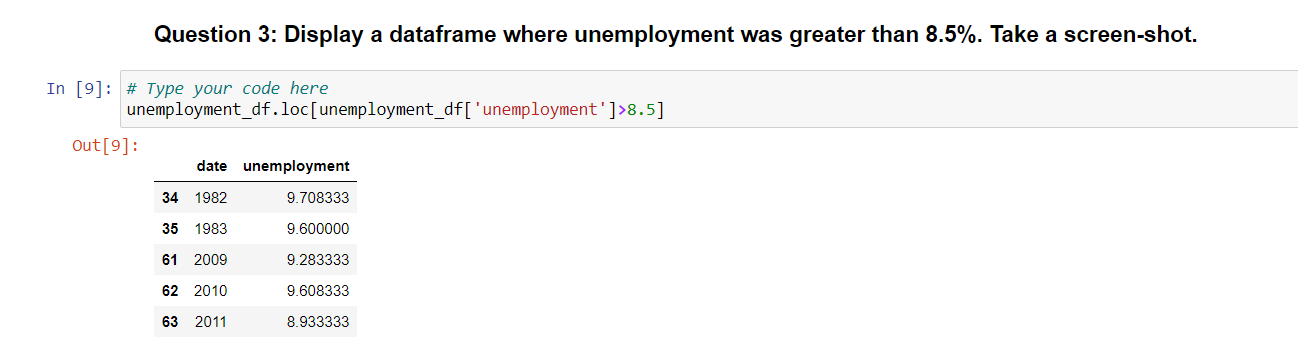 Question 3: Display a dataframe where unemployment was greater than 8.5%. Take a screen-shot.
In [9]: # Type your code here
unemployment_df.loc[unemployment_df['unemployment']>8.5]
Out[9]:
date unemployment
34 1982 9.708333
35 1983 9.600000
61 2009 9.283333
62 2010 9.608333
63 2011 8.933333